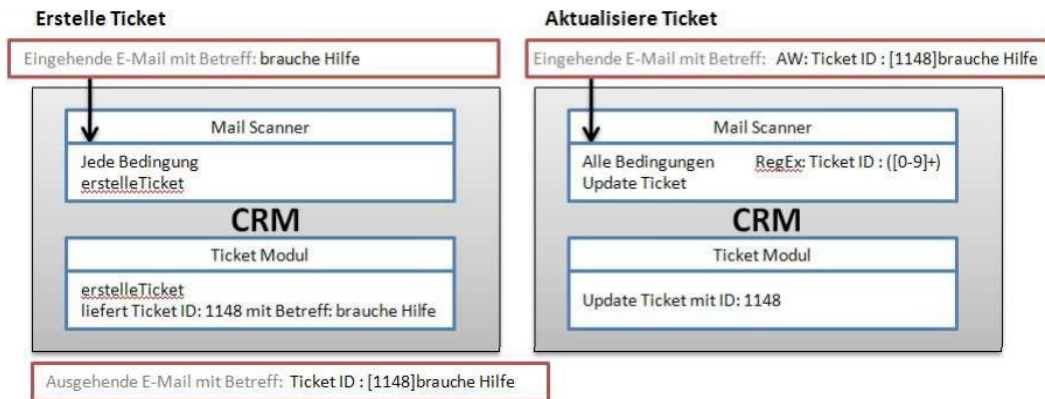 Erstelle Ticket
Eingehende E-Mail mit Betreff: brauche Hilfe
Mail Scanner
Jede Bedingung
erstelleTicket
CRM
Ticket Modul
erstelleTicket
liefert Ticket ID: 1148 mit Betreff: brauche Hilfe
Ausgehende E-Mail mit Betreff: Ticket ID : [1148]brauche Hilfe
Aktualisiere Ticket
Eingehende E-Mail mit Betreff: AW: Ticket ID : [1148]brauche Hilfe
Mail Scanner
Alle Bedingungen RegEx: Ticket ID : ([0-9]+)
Update Ticket
CRM
Ticket Modul
Update Ticket mit ID: 1148